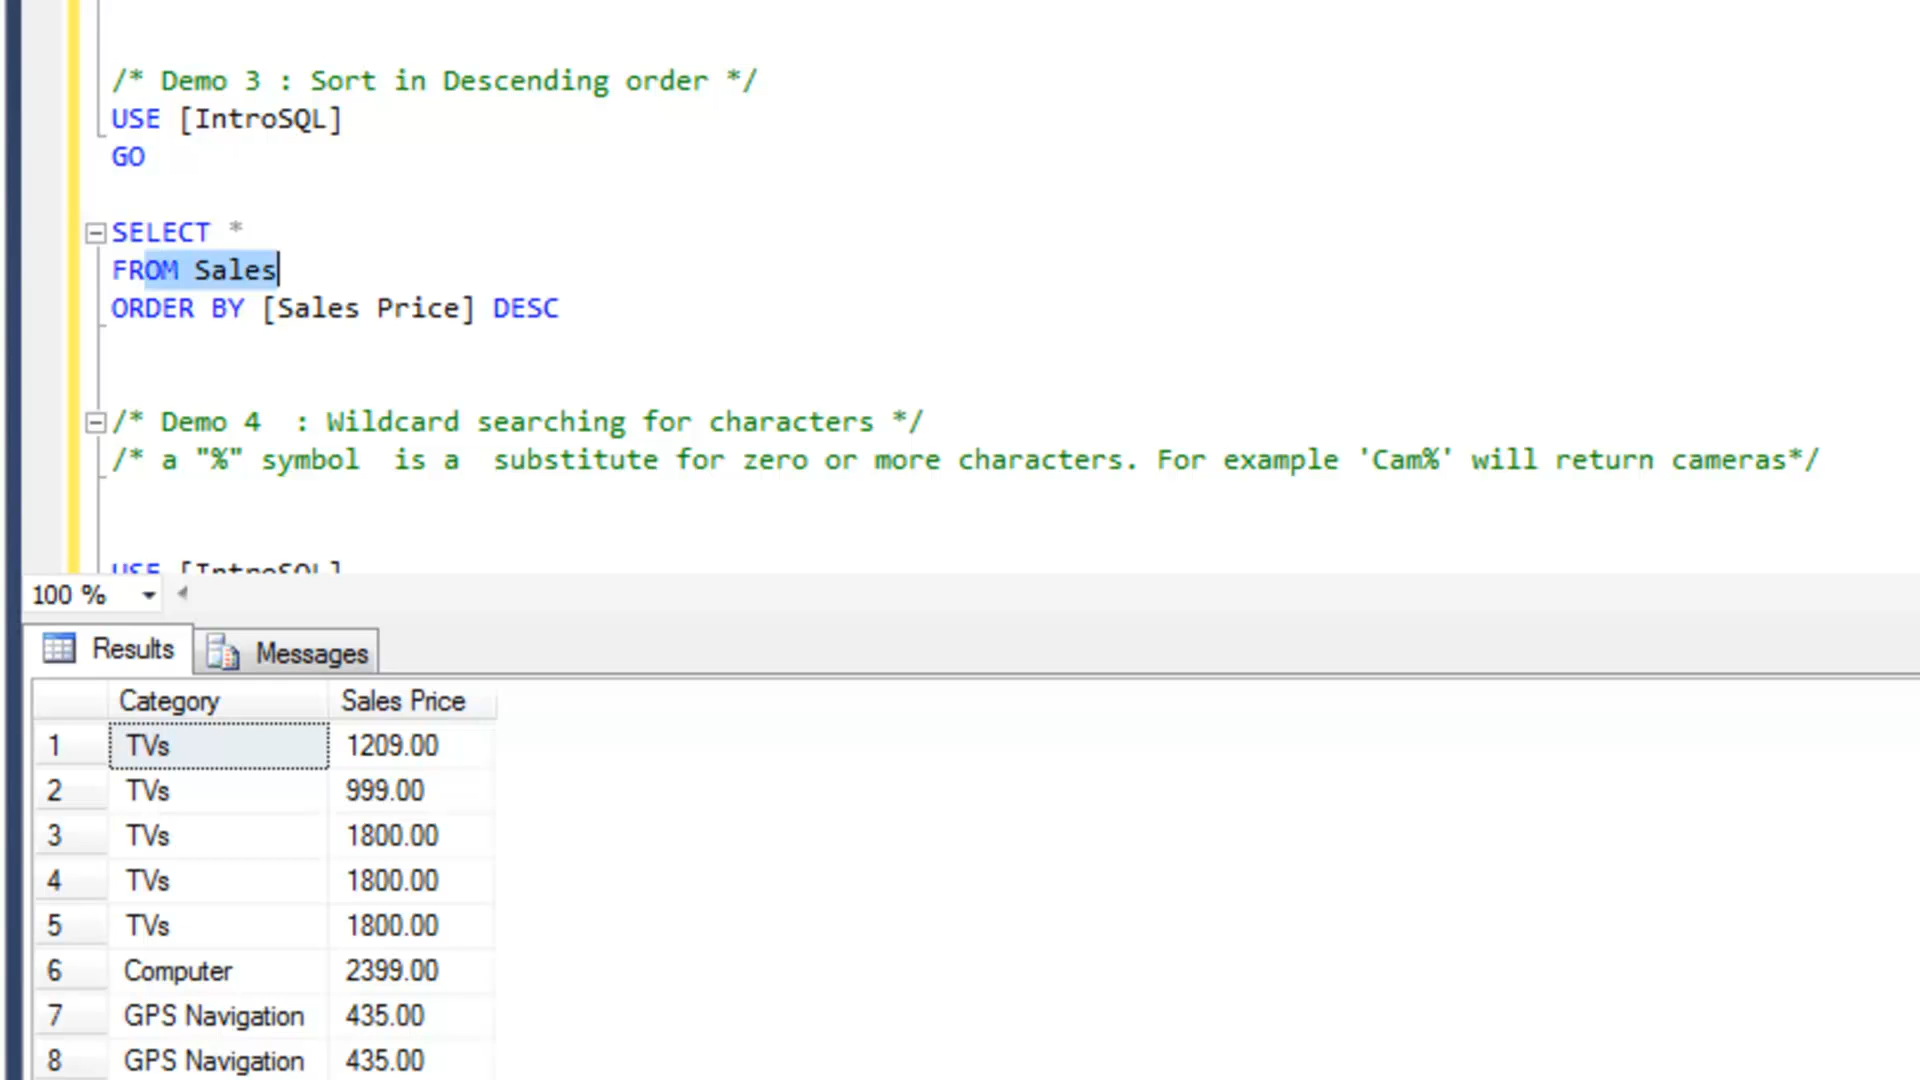 /* Demo 3 : Sort in Descending order */
USE [IntroSQL]
GO
SELECT *
FROM Sales
ORDER BY [Sales Price] DESC
/* Demo 4  : Wildcard searching for characters */
/* a "%" symbol  is a  substitute for zero or more characters. For example 'Cam%' will return cameras*/
USE [IntroSQL]
100 %
Results Messages
Category Sales Price
1 TVs 1209.00
2 TVs 999.00
3 TVs 1800.00
4 TVs 1800.00
5 TVs 1800.00
6 Computer 2399.00
7 GPS Navigation 435.00
8 GPS Navigation 435.00